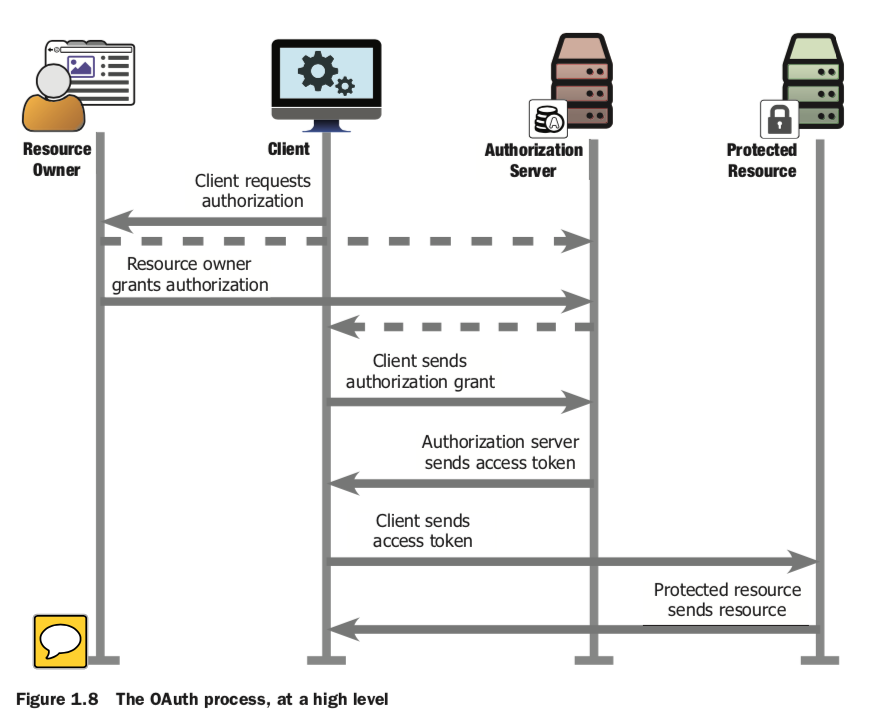 Resource
Owner
Client
Authorization
Server
Protected
Resource
Client requests
authorization
Resource owner
grants authorization
Client sends
authorization grant
Authorization server
sends access token
Client sends
access token
Protected resource
sends resource
Figure 1.8 The OAuth process, at a high level